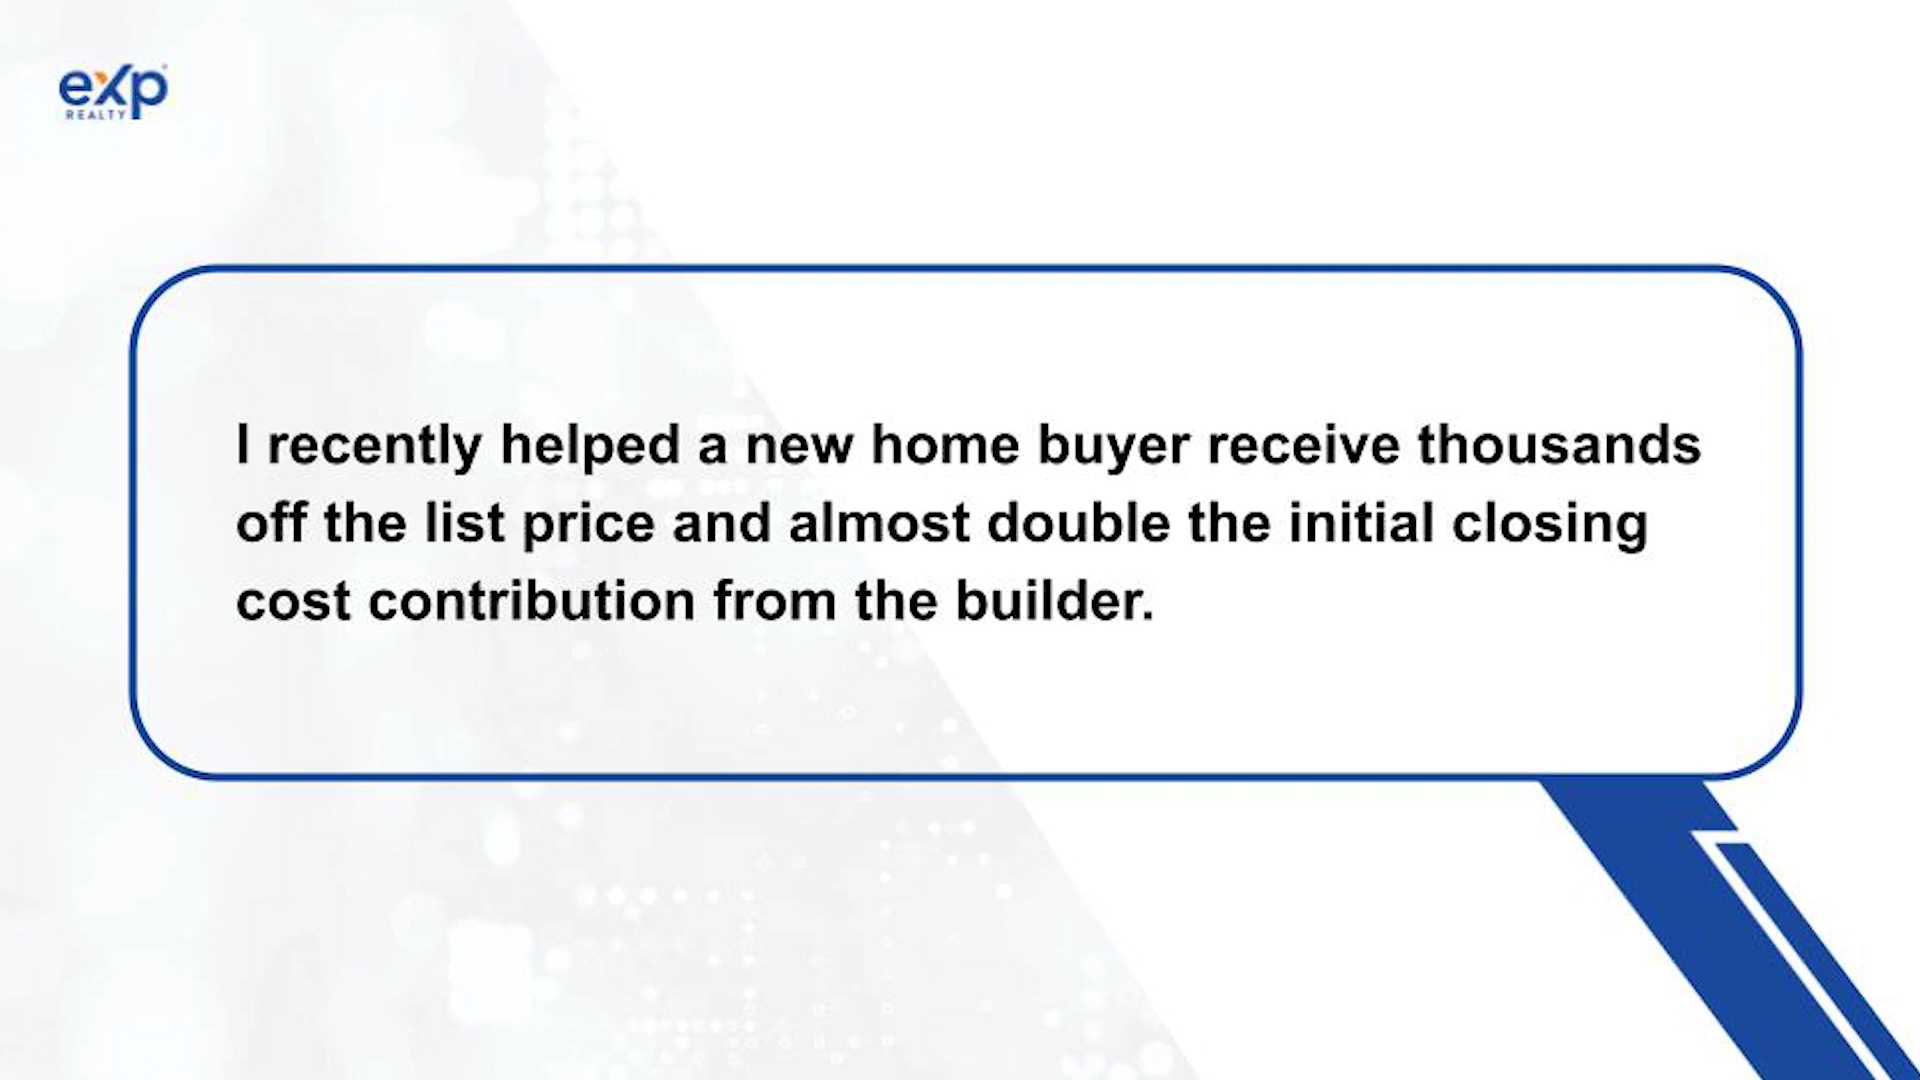 eXp
REALTY
I recently helped a new home buyer receive thousands
off the list price and almost double the initial closing
cost contribution from the builder.